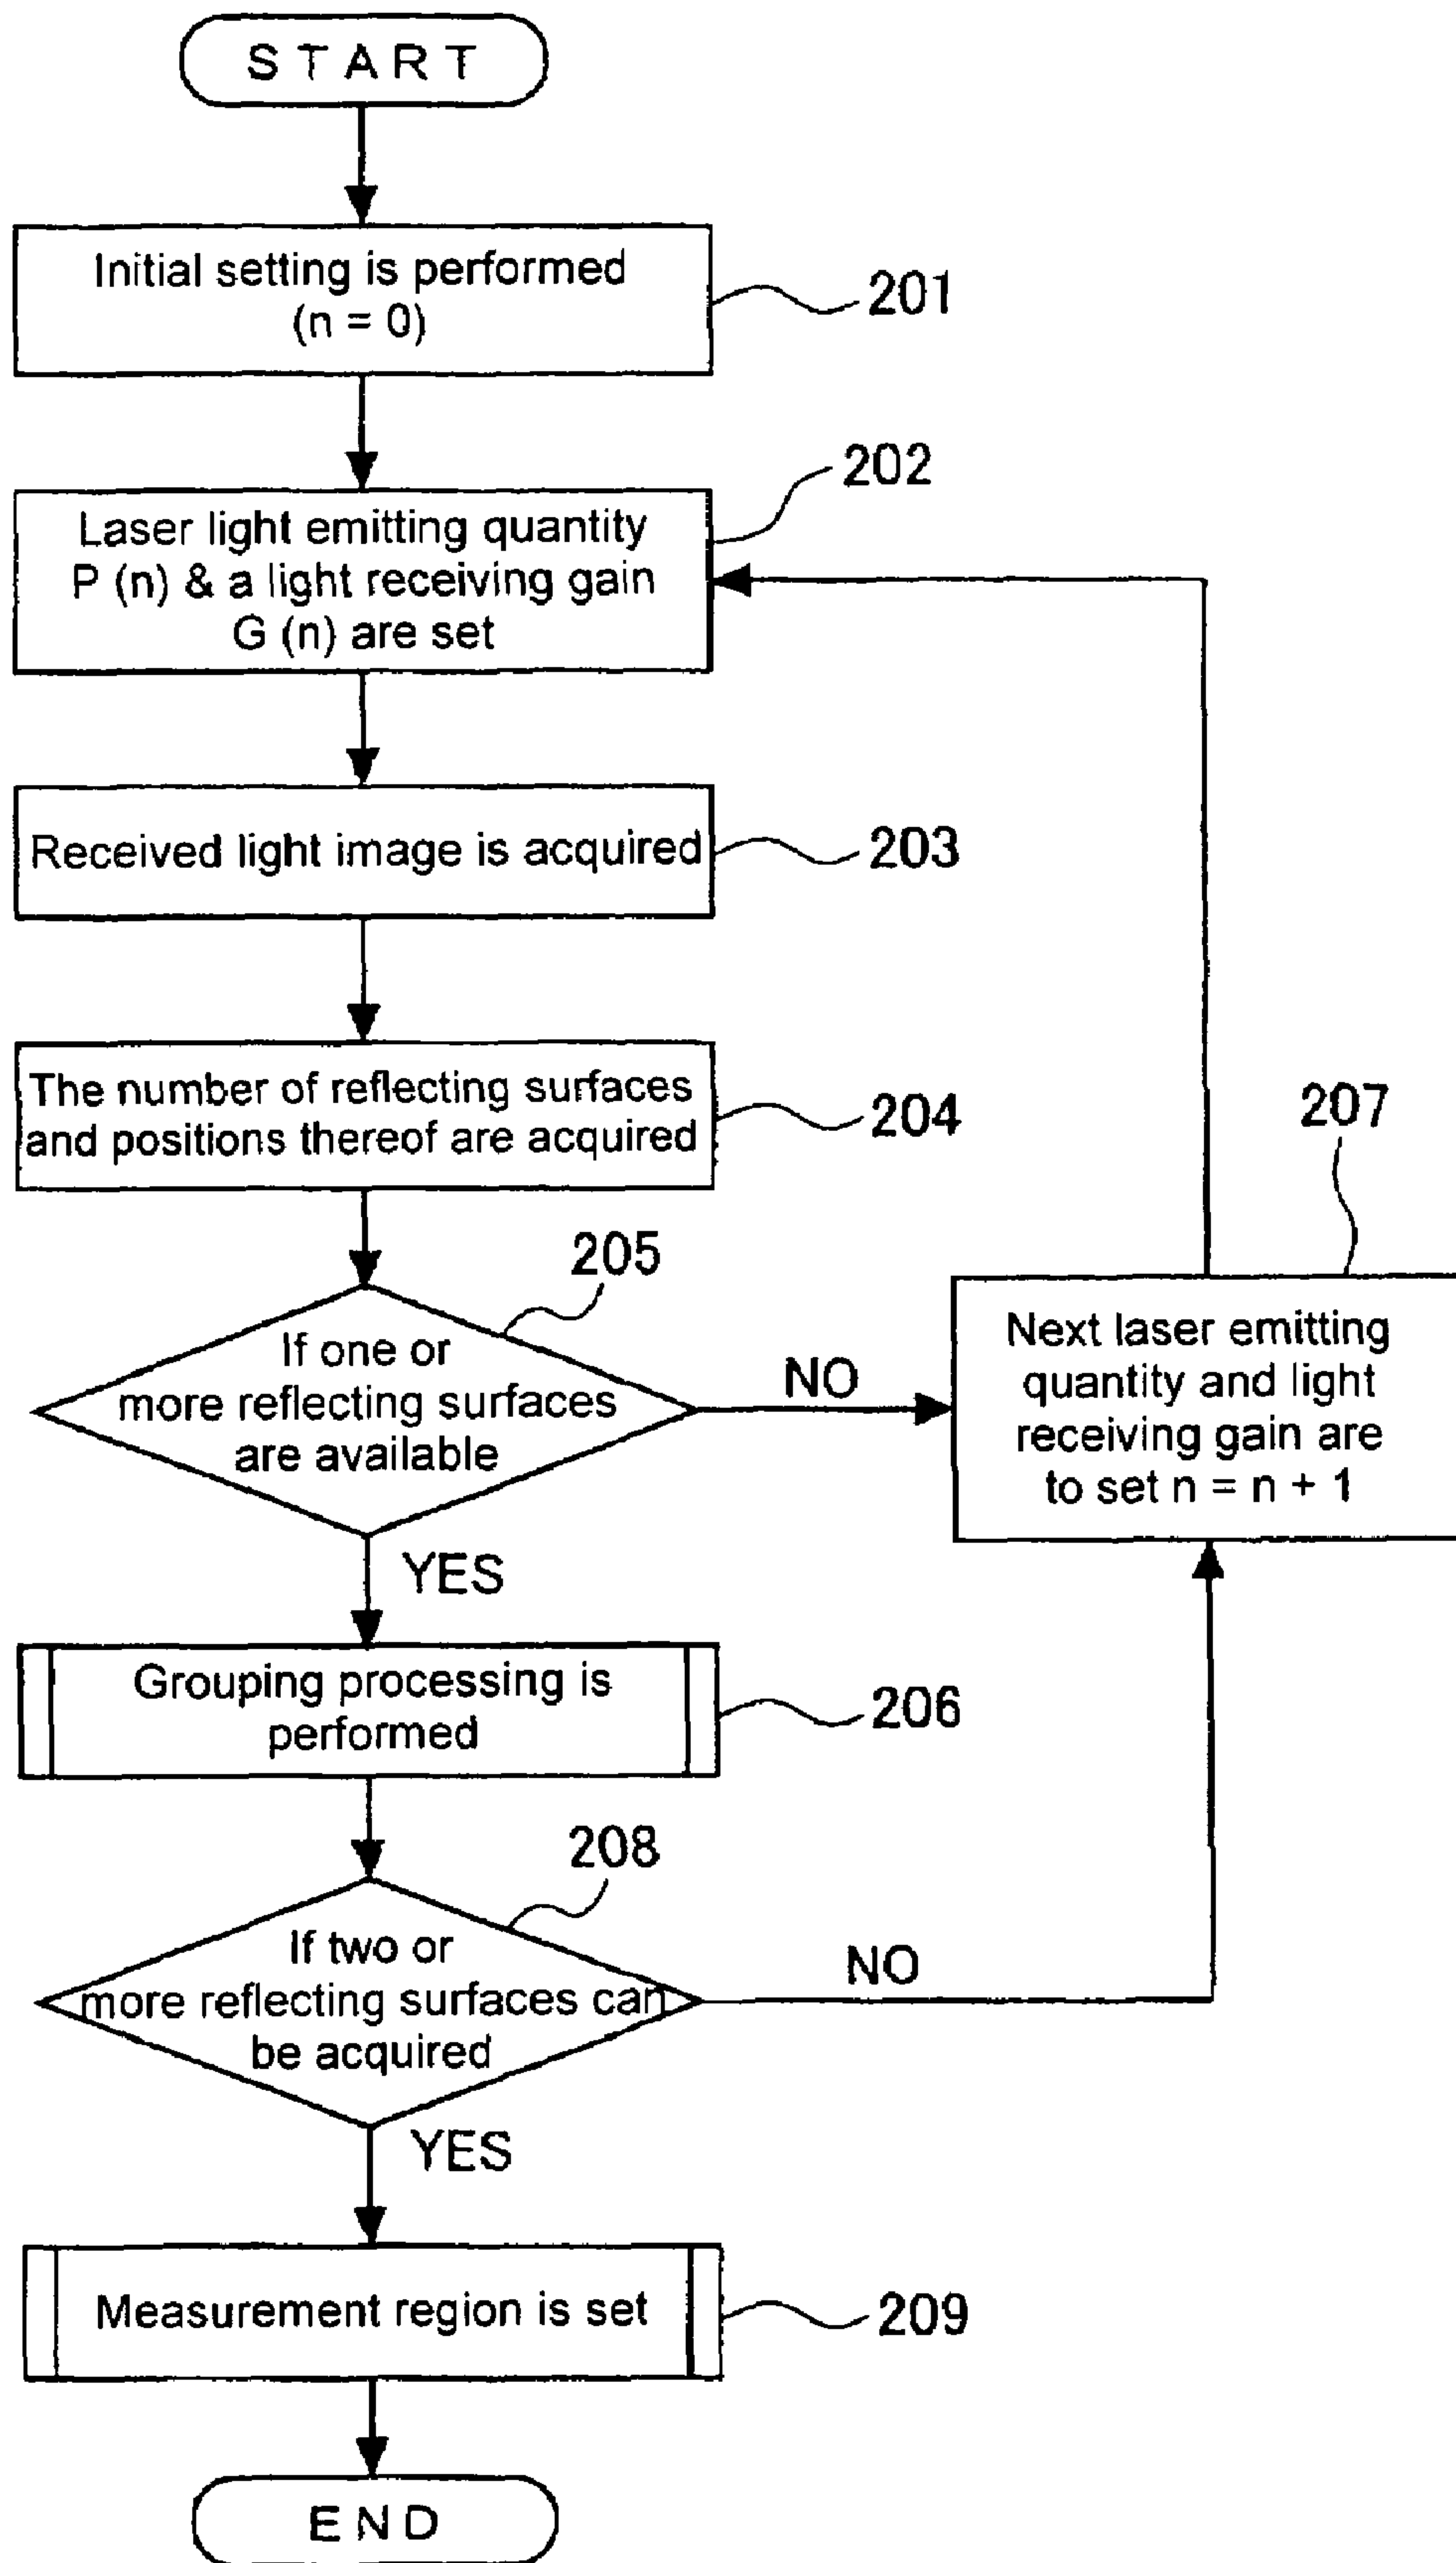 START
Initial setting is performed
(n = 0)
201
202
Laser light emitting quantity
P (n) & a light receiving gain
G (n) are set
Received light image is acquired
203
The number of reflecting surfaces
and positions thereof are acquired
204
205
If one or
more reflecting surfaces
are available
NO
207
Next laser emitting
quantity and light
receiving gain are
to set n = n + 1
YES
Grouping processing is
performed
206
208
If two or
more reflecting surfaces can
be acquired
NO
YES
Measurement region is set
209
END